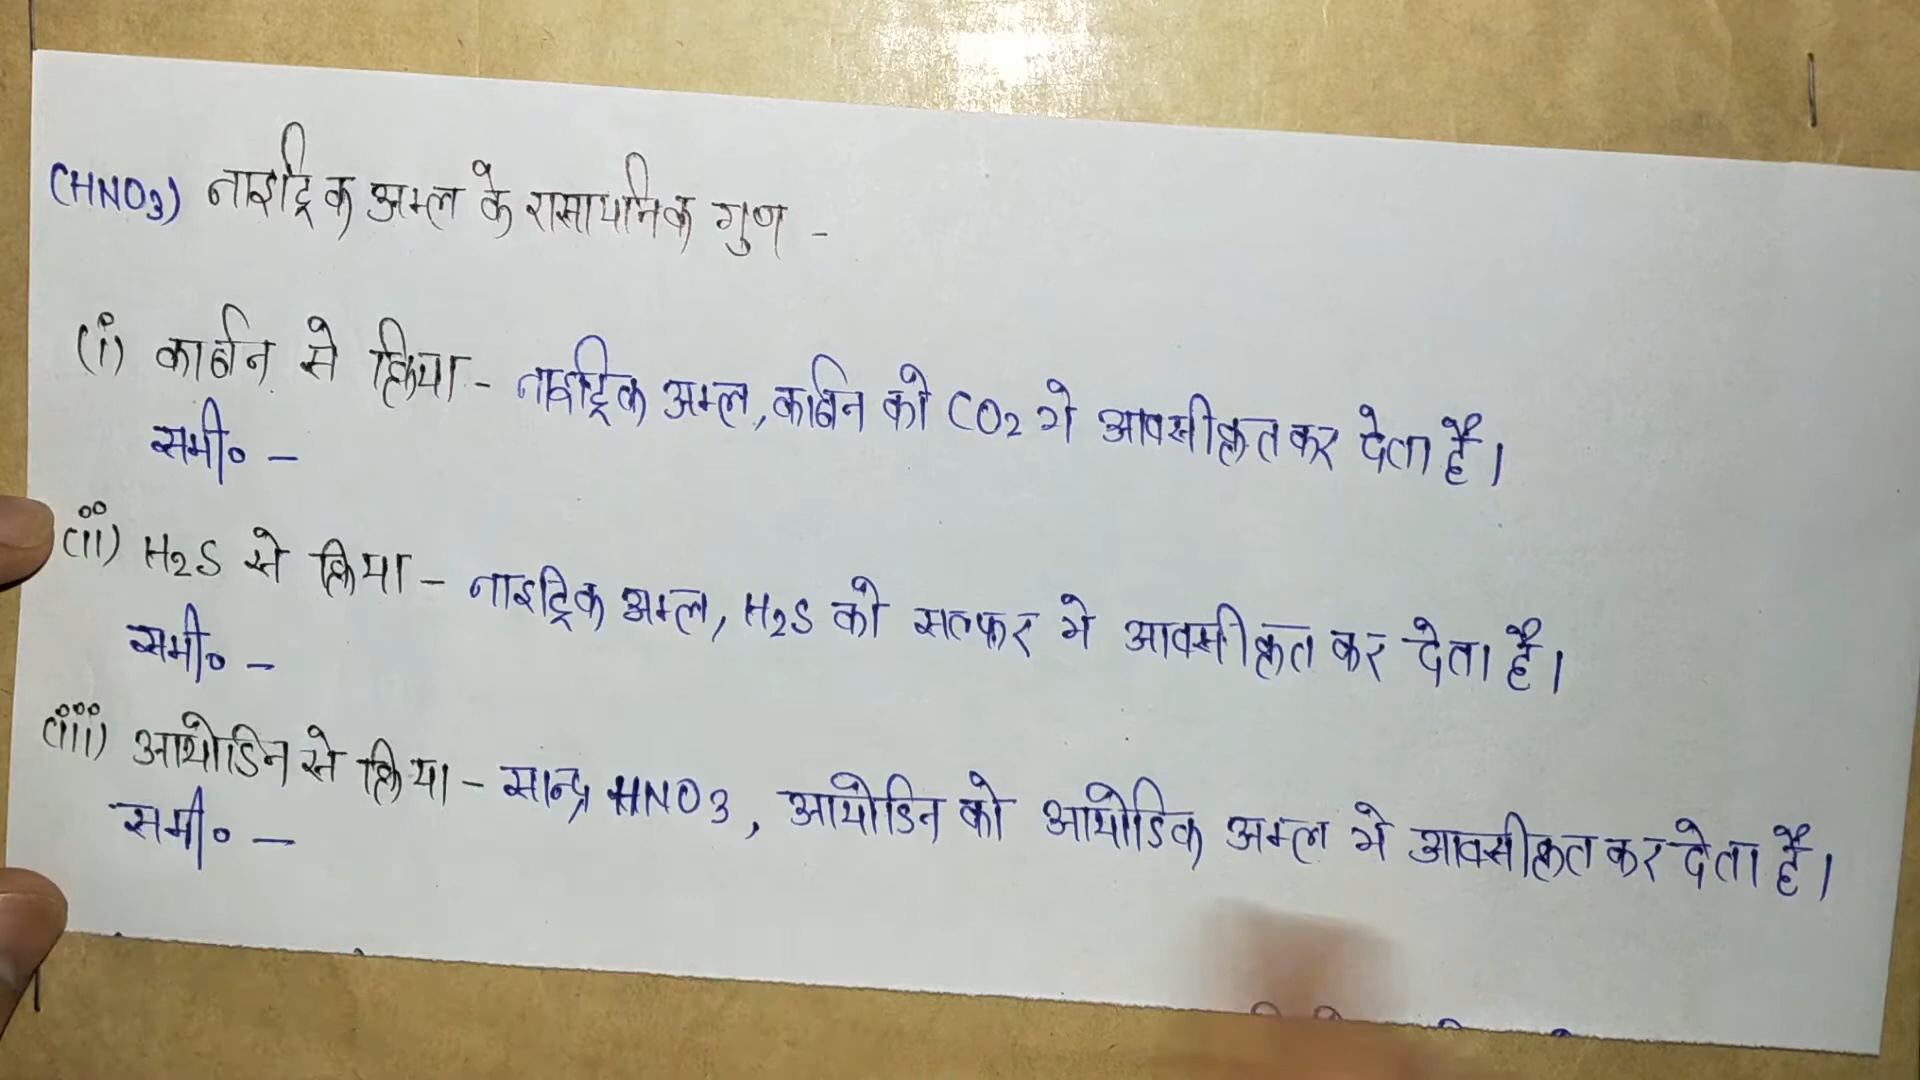 (HNO3) नाइट्रिक अम्ल के रासायनिक गुण -
(i) कार्बन से क्रिया - नाइट्रिक अम्ल, कार्बन को CO2 मे आक्सीकृत कर देता है।
समी० -
(ii) H2S से क्रिया - नाइट्रिक अम्ल, H2S को सल्फर मे आक्सीकृत कर देता है।
समी० -
(iii) आयोडिन से क्रिया - सान्द्र HNO3, आयोडिन को आयोडिक अम्ल मे आक्सीकृत कर देता है।
समी० -